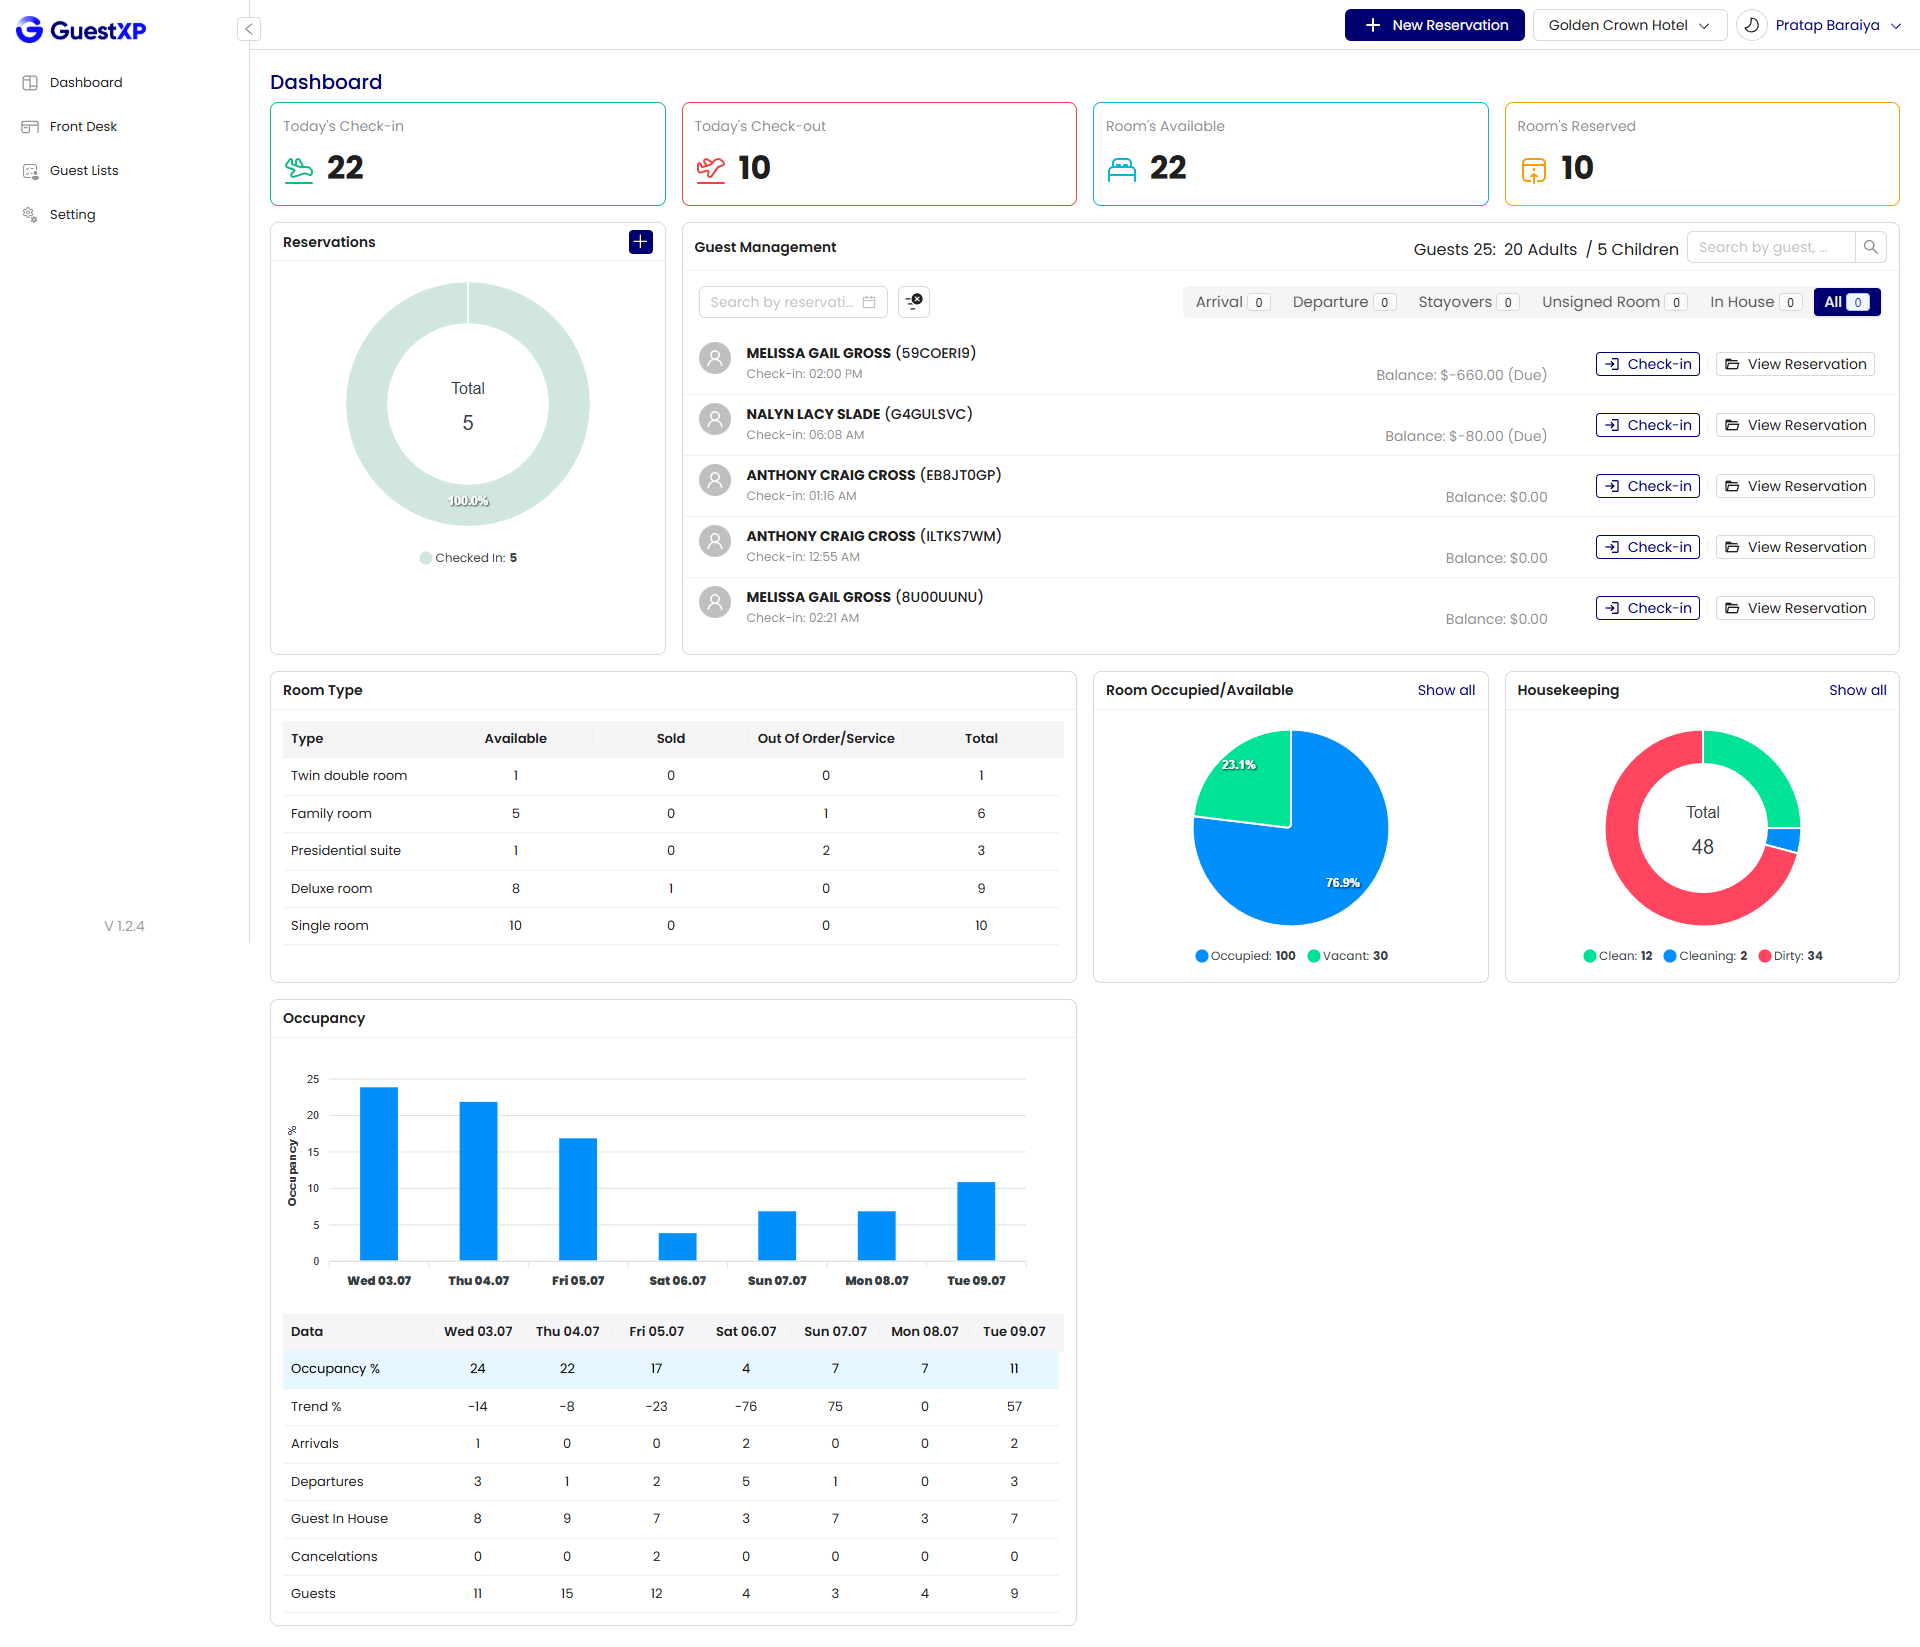 GuestXP
New Reservation
Golden Crown Hotel
Pratap Baraiya
Dashboard
Front Desk
Guest Lists
Setting
V 1.2.4
Dashboard
Today's Check-in
22
Today's Check-out
10
Room's Available
22
Room's Reserved
10
Reservations
Total
5
100.0%
Checked In: 5
Guest Management
Guests 25: 20 Adults / 5 Children
Search by guest, ...
Search by reservati...
Arrival 0 Departure 0 Stayovers 0 Unsigned Room 0 In House 0 All 0
MELISSA GAIL GROSS (59COERI9)
Check-in: 02:00 PM
Balance: $-660.00 (Due)
Check-in
View Reservation
NALYN LACY SLADE (G4GULSVC)
Check-in: 06:08 AM
Balance: $-80.00 (Due)
Check-in
View Reservation
ANTHONY CRAIG CROSS (EB8JT0GP)
Check-in: 01:16 AM
Balance: $0.00
Check-in
View Reservation
ANTHONY CRAIG CROSS (ILTKS7WM)
Check-in: 12:55 AM
Balance: $0.00
Check-in
View Reservation
MELISSA GAIL GROSS (8U00UUNU)
Check-in: 02:21 AM
Balance: $0.00
Check-in
View Reservation
Room Type
Type Available Sold Out Of Order/Service Total
Twin double room 1 0 0 1
Family room 5 0 1 6
Presidential suite 1 0 2 3
Deluxe room 8 1 0 9
Single room 10 0 0 10
Room Occupied/Available
Show all
23.1%
76.9%
Occupied: 100 Vacant: 30
Housekeeping
Show all
Total
48
Clean: 12 Cleaning: 2 Dirty: 34
Occupancy
Occupancy %
25
20
15
10
5
0
Wed 03.07 Thu 04.07 Fri 05.07 Sat 06.07 Sun 07.07 Mon 08.07 Tue 09.07
Data Wed 03.07 Thu 04.07 Fri 05.07 Sat 06.07 Sun 07.07 Mon 08.07 Tue 09.07
Occupancy % 24 22 17 4 7 7 11
Trend % -14 -8 -23 -76 75 0 57
Arrivals 1 0 0 2 0 0 2
Departures 3 1 2 5 1 0 3
Guest In House 8 9 7 3 7 3 7
Cancelations 0 0 2 0 0 0 0
Guests 11 15 12 4 3 4 9